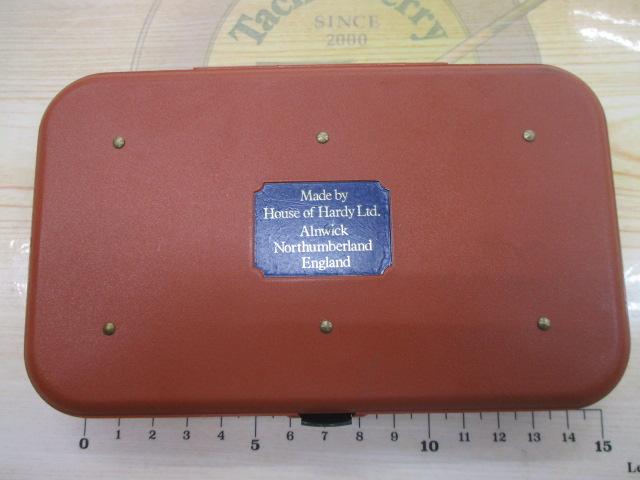 SINCE
2000
Made by
House of Hardy Ltd.
Alnwick
Northumberland
England
0 1 2 3 4 5 6 7 8 9 10 11 12 13 14 15